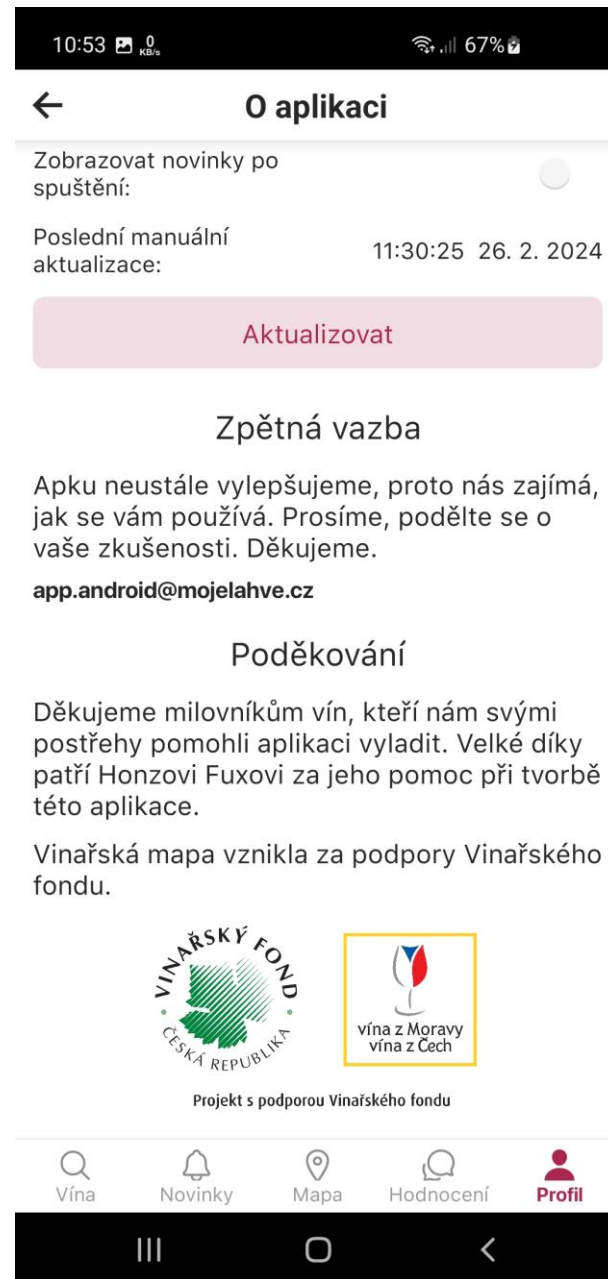 10:53 0 KB/s 67%
O aplikaci
Zobrazovat novinky po
spuštění:
Poslední manuální
aktualizace:
11:30:25 26. 2. 2024
Aktualizovat
Zpětná vazba
Apku neustále vylepšujeme, proto nás zajímá,
jak se vám používá. Prosíme, podělte se o
vaše zkušenosti. Děkujeme.
app.android@mojelahve.cz
Poděkování
Děkujeme milovníkům vín, kteří nám svými
postřehy pomohli aplikaci vyladit. Velké díky
patří Honzovi Fuxovi za jeho pomoc při tvorbě
této aplikace.
Vinařská mapa vznikla za podpory Vinařského
fondu.
VINAŘSKÝ FOND
ČESKÁ REPUBLIKA
vína z Moravy
vína z Čech
Projekt s podporou Vinařského fondu
Vína Novinky Mapa Hodnocení Profil